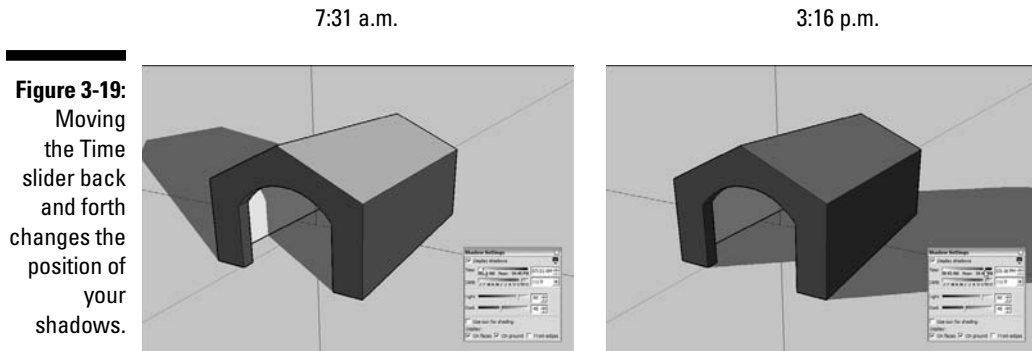 7:31 a.m.
3:16 p.m.
Figure 3-19:
Moving
the Time
slider back
and forth
changes the
position of
your
shadows.
Shadow Settings
Display shadows
Time
Light
Dark
Use sun for shading
Display:
On faces
On ground
From edges
Shadow Settings
Display shadows
Time
Light
Dark
Use sun for shading
Display:
On faces
On ground
From edges